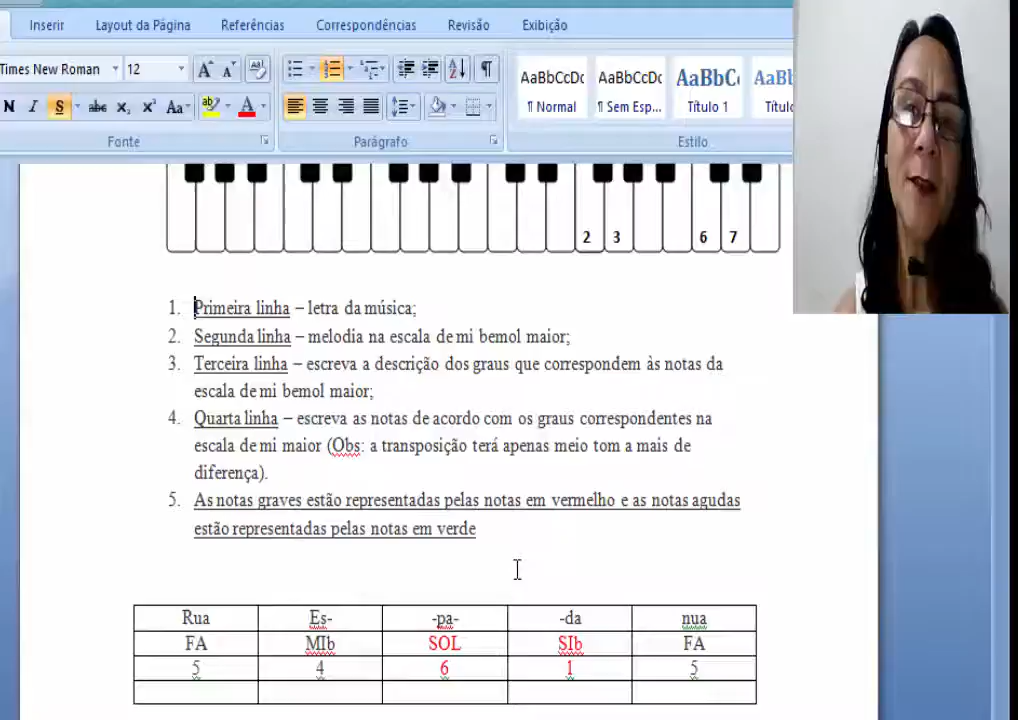 Inserir Layout da Página Referências Correspondências Revisão Exibição
Times New Roman 12
N I S abc x₂ x² Aa ab A
AaBbCcDc AaBbCcDc AaBbC AaBb
¶ Normal ¶ Sem Esp... Título 1 Títul
Fonte Parágrafo Estilo
2 3 6 7
1. Primeira linha – letra da música;
2. Segunda linha – melodia na escala de mi bemol maior;
3. Terceira linha – escreva a descrição dos graus que correspondem às notas da
escala de mi bemol maior;
4. Quarta linha – escreva as notas de acordo com os graus correspondentes na
escala de mi maior (Obs: a transposição terá apenas meio tom a mais de
diferença).
5. As notas graves estão representadas pelas notas em vermelho e as notas agudas
estão representadas pelas notas em verde
Rua Es- -pa- -da nua
FA MIb SOL SIb FA
5 4 6 1 5